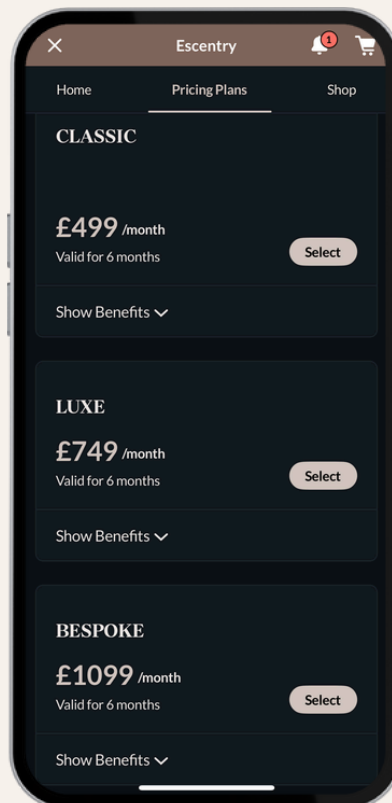 Escentry
1
Home
Pricing Plans
Shop
CLASSIC
£499 /month
Valid for 6 months
Select
Show Benefits
LUXE
£749 /month
Valid for 6 months
Select
Show Benefits
BESPOKE
£1099 /month
Valid for 6 months
Select
Show Benefits